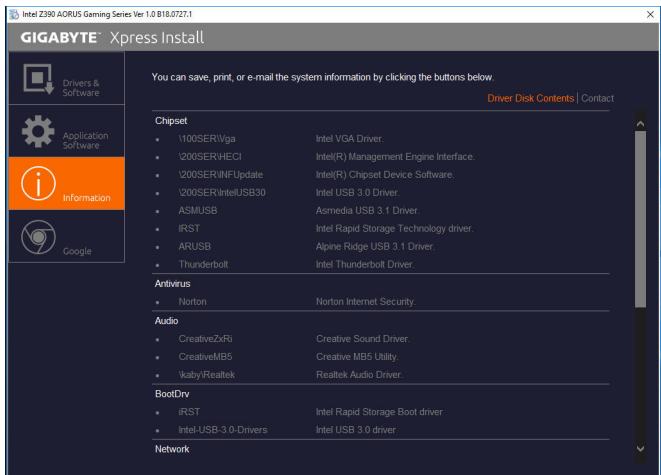 Intel Z390 AORUS Gaming Series Ver 1.0 B18.0727.1
GIGABYTE™ Xpress Install
Drivers &
Software
Application
Software
Information
Google
You can save, print, or e-mail the system information by clicking the buttons below.
Driver Disk Contents | Contact
Chipset
\100SER\Vga Intel VGA Driver.
\200SER\HECI Intel(R) Management Engine Interface.
\200SER\INFUpdate Intel(R) Chipset Device Software.
\200SER\IntelUSB30 Intel USB 3.0 Driver.
ASMUSB Asmedia USB 3.1 Driver.
IRST Intel Rapid Storage Technology driver.
ARUSB Alpine Ridge USB 3.1 Driver.
Thunderbolt Intel Thunderbolt Driver.
Antivirus
Norton Norton Internet Security.
Audio
CreativeZxRi Creative Sound Driver.
CreativeMB5 Creative MB5 Utility.
\kaby\Realtek Realtek Audio Driver.
BootDrv
iRST Intel Rapid Storage Boot driver
Intel-USB-3.0-Drivers Intel USB 3.0 driver
Network